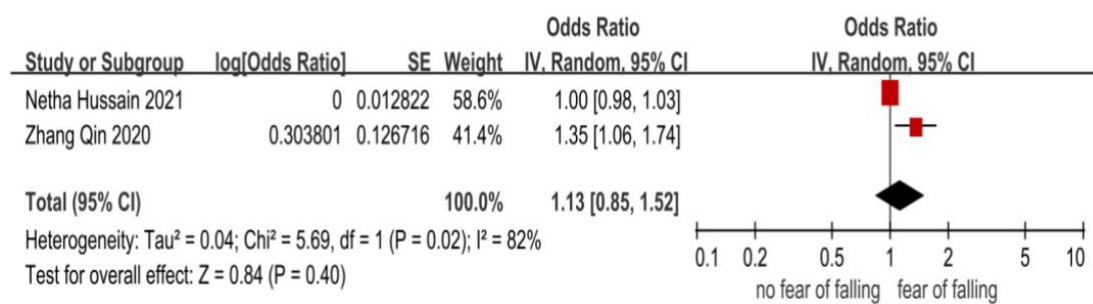 Odds Ratio Odds Ratio
Study or Subgroup log[Odds Ratio] SE Weight IV, Random, 95% CI IV, Random, 95% CI
Netha Hussain 2021 0 0.012822 58.6% 1.00 [0.98, 1.03]
Zhang Qin 2020 0.303801 0.126716 41.4% 1.35 [1.06, 1.74]
Total (95% CI) 100.0% 1.13 [0.85, 1.52]
Heterogeneity: Tau² = 0.04; Chi² = 5.69, df = 1 (P = 0.02); I² = 82%
Test for overall effect: Z = 0.84 (P = 0.40)
0.1 0.2 0.5 1 2 5 10
no fear of falling fear of falling